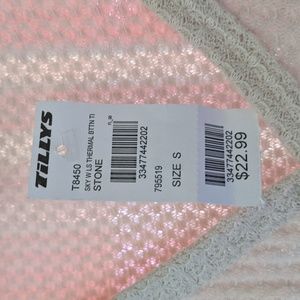 TILLYS
T8450
SKY W LS THERMAL BTTN TI
STONE
33477442202
795519
SIZE S
33477442202
$22.99